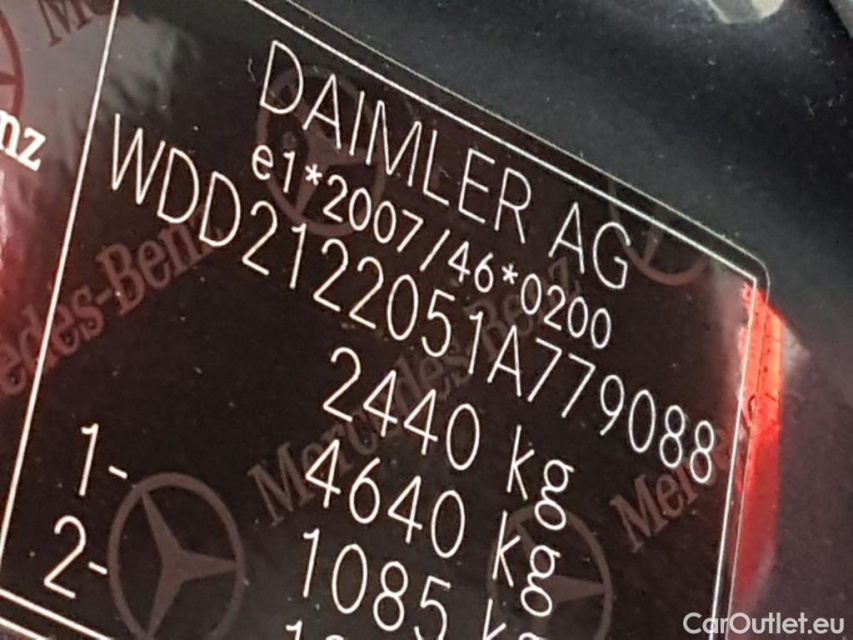 DAIMLER AG
e1*2007/46*0200
WDD2122051A779088
2440 kg
4640 kg
1- 1085 kg
2-
Mercedes-Benz
CarOutlet.eu